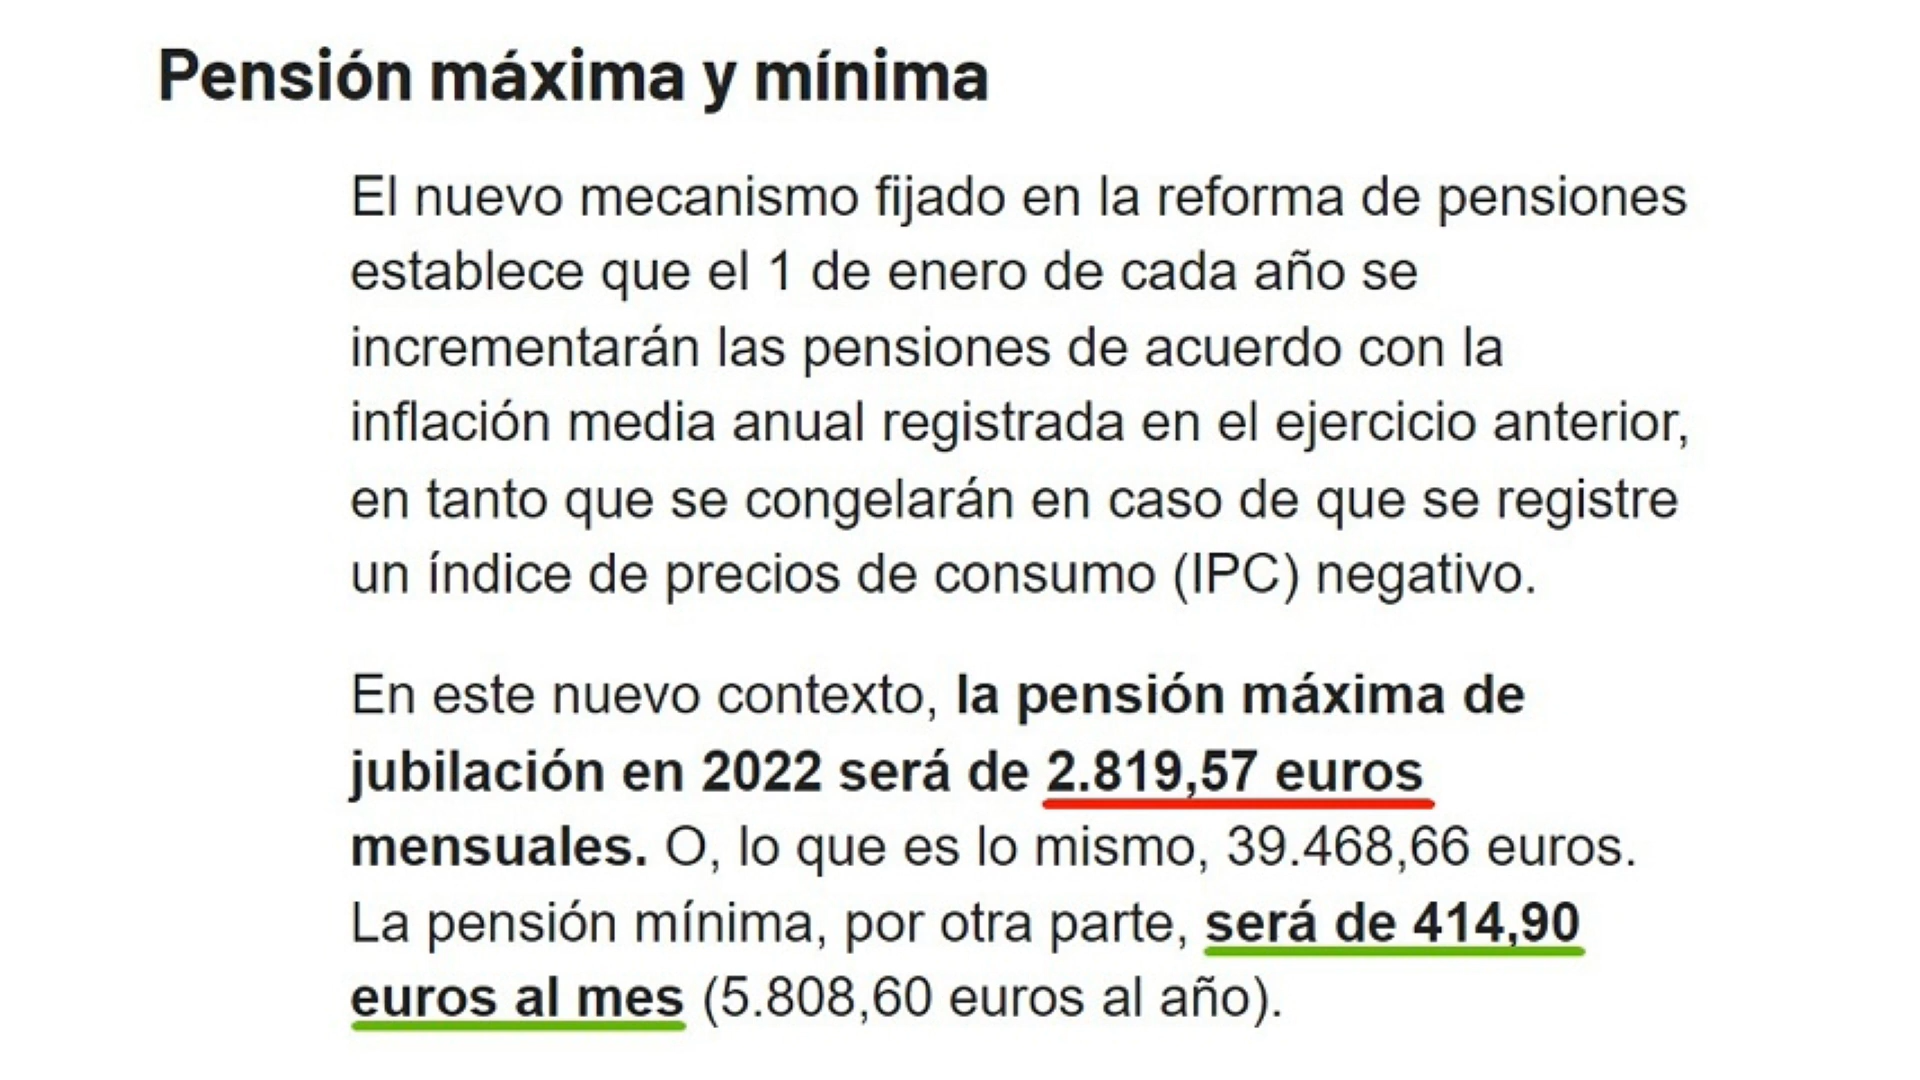 Pensión máxima y mínima
El nuevo mecanismo fijado en la reforma de pensiones
establece que el 1 de enero de cada año se
incrementarán las pensiones de acuerdo con la
inflación media anual registrada en el ejercicio anterior,
en tanto que se congelarán en caso de que se registre
un índice de precios de consumo (IPC) negativo.
En este nuevo contexto, la pensión máxima de
jubilación en 2022 será de 2.819,57 euros
mensuales. O, lo que es lo mismo, 39.468,66 euros.
La pensión mínima, por otra parte, será de 414,90
euros al mes (5.808,60 euros al año).